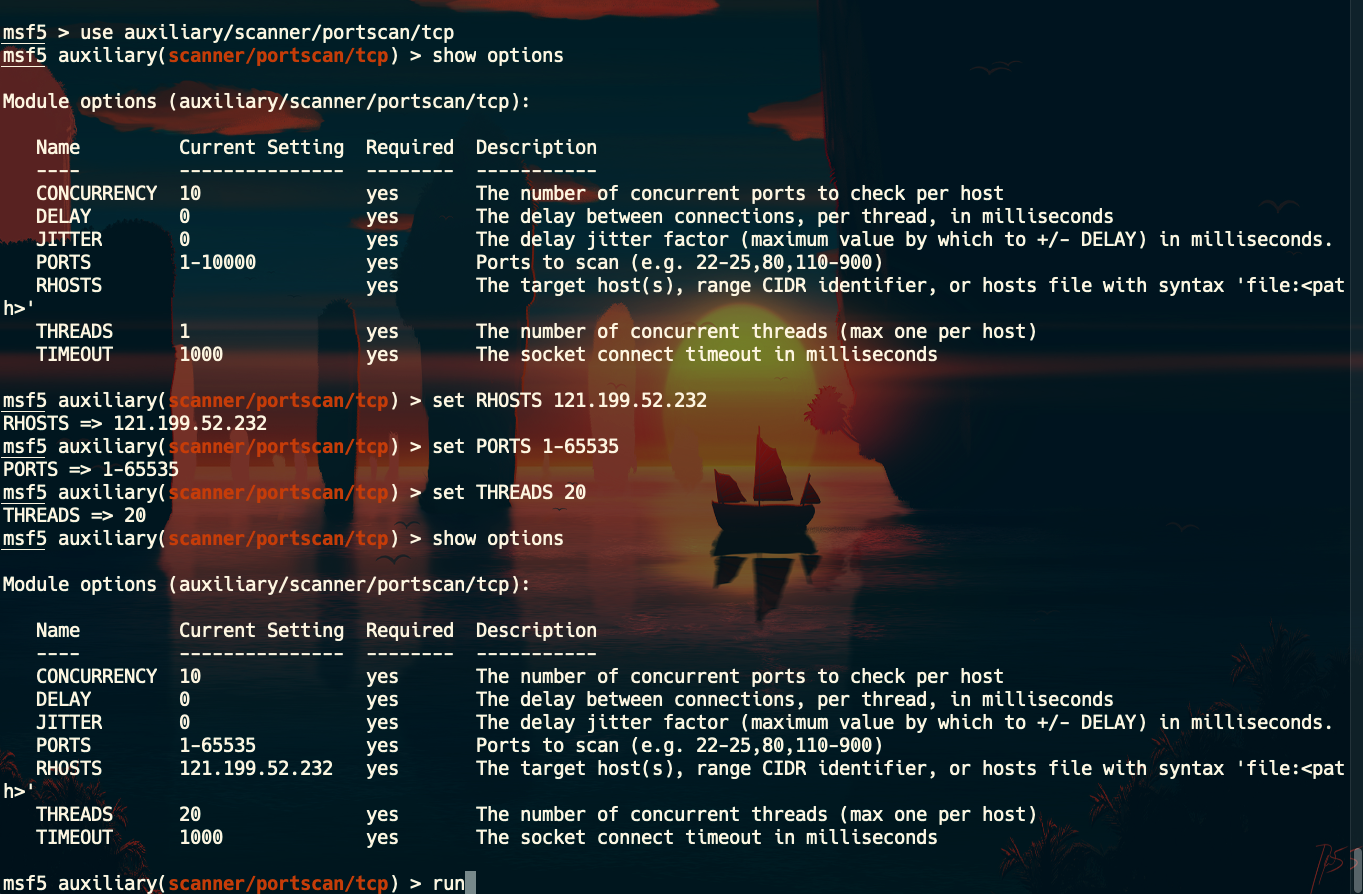 msf5 > use auxiliary/scanner/portscan/tcp
msf5 auxiliary(scanner/portscan/tcp) > show options
Module options (auxiliary/scanner/portscan/tcp):
   Name         Current Setting  Required  Description
   ----         ---------------  --------  -----------
   CONCURRENCY  10               yes       The number of concurrent ports to check per host
   DELAY        0                yes       The delay between connections, per thread, in milliseconds
   JITTER       0                yes       The delay jitter factor (maximum value by which to +/- DELAY) in milliseconds.
   PORTS        1-10000          yes       Ports to scan (e.g. 22-25,80,110-900)
   RHOSTS                        yes       The target host(s), range CIDR identifier, or hosts file with syntax 'file:<pat
h>'
   THREADS      1                yes       The number of concurrent threads (max one per host)
   TIMEOUT      1000             yes       The socket connect timeout in milliseconds
msf5 auxiliary(scanner/portscan/tcp) > set RHOSTS 121.199.52.232
RHOSTS => 121.199.52.232
msf5 auxiliary(scanner/portscan/tcp) > set PORTS 1-65535
PORTS => 1-65535
msf5 auxiliary(scanner/portscan/tcp) > set THREADS 20
THREADS => 20
msf5 auxiliary(scanner/portscan/tcp) > show options
Module options (auxiliary/scanner/portscan/tcp):
   Name         Current Setting  Required  Description
   ----         ---------------  --------  -----------
   CONCURRENCY  10               yes       The number of concurrent ports to check per host
   DELAY        0                yes       The delay between connections, per thread, in milliseconds
   JITTER       0                yes       The delay jitter factor (maximum value by which to +/- DELAY) in milliseconds.
   PORTS        1-65535          yes       Ports to scan (e.g. 22-25,80,110-900)
   RHOSTS       121.199.52.232   yes       The target host(s), range CIDR identifier, or hosts file with syntax 'file:<pat
h>'
   THREADS      20               yes       The number of concurrent threads (max one per host)
   TIMEOUT      1000             yes       The socket connect timeout in milliseconds
msf5 auxiliary(scanner/portscan/tcp) > run